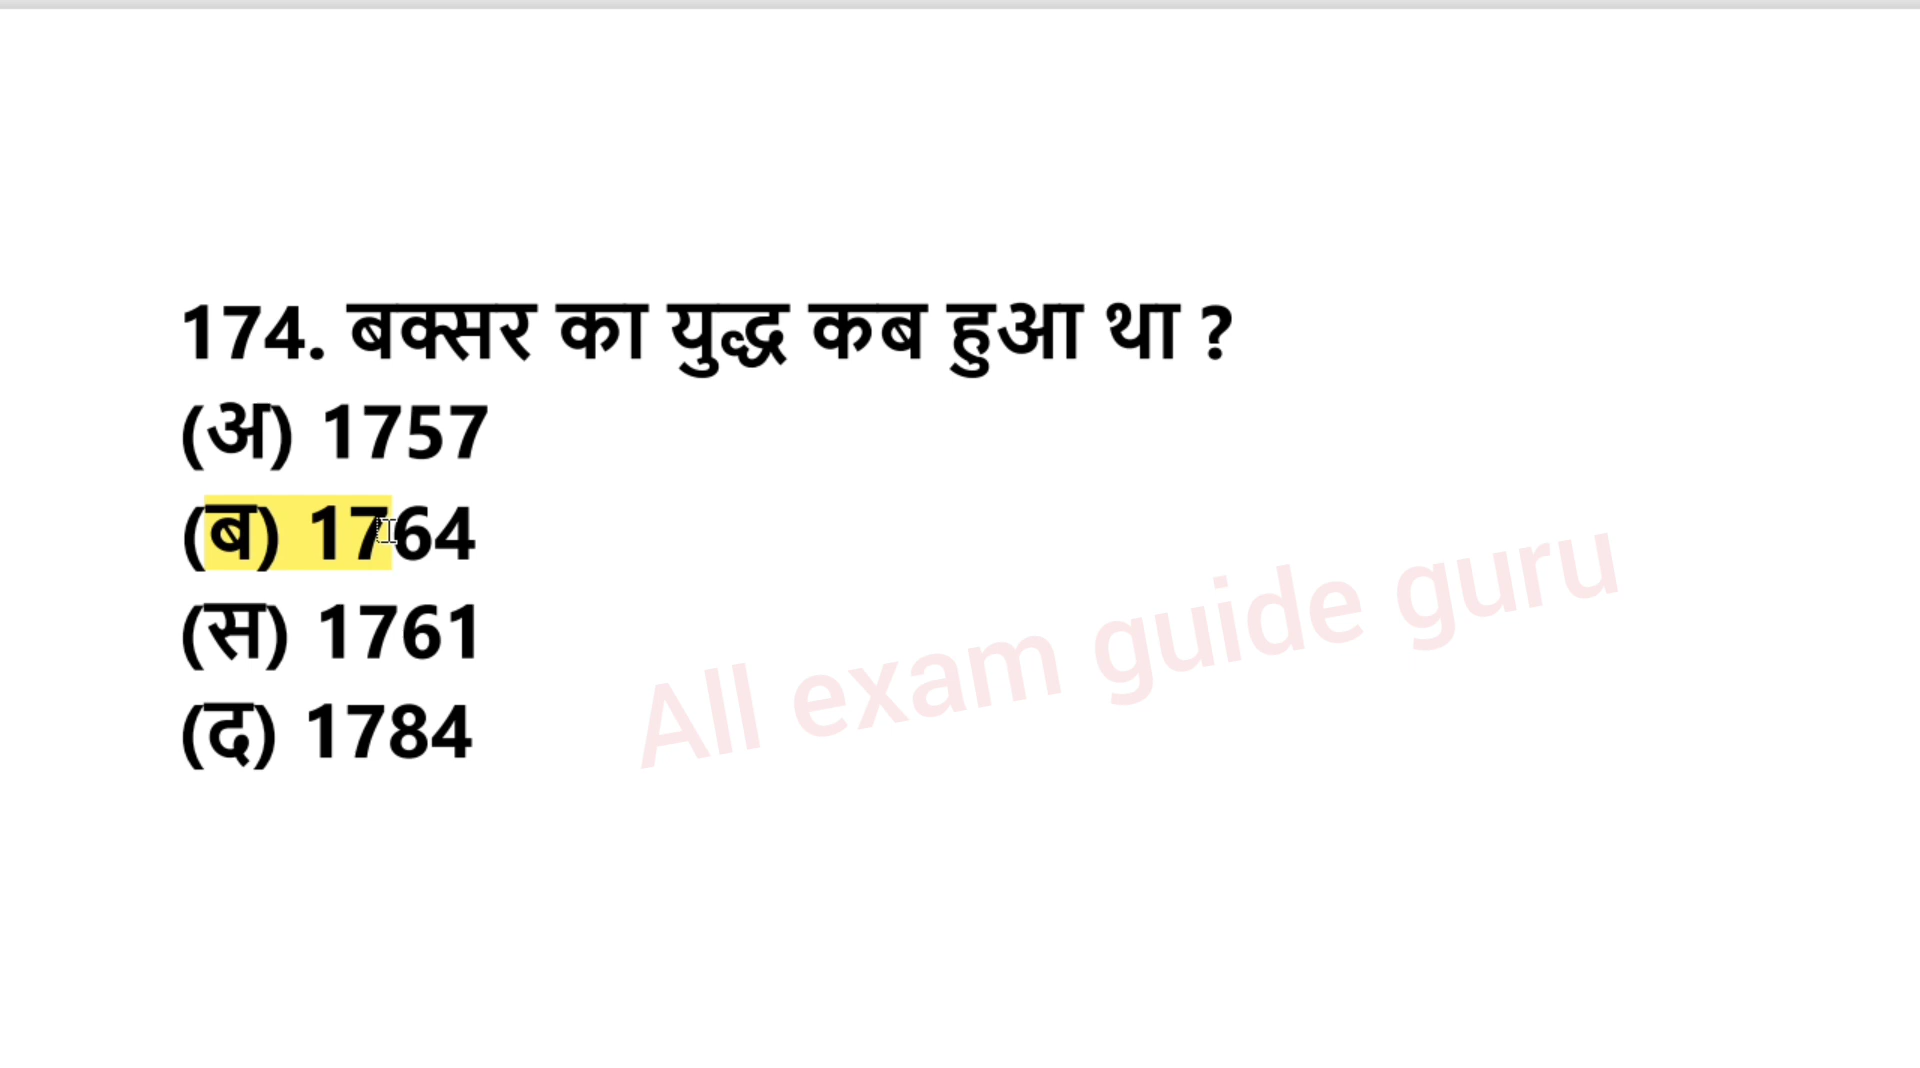 174. बक्सर का युद्ध कब हुआ था ?
(अ) 1757
(ब) 1764
(स) 1761
(द) 1784
All exam guide guru